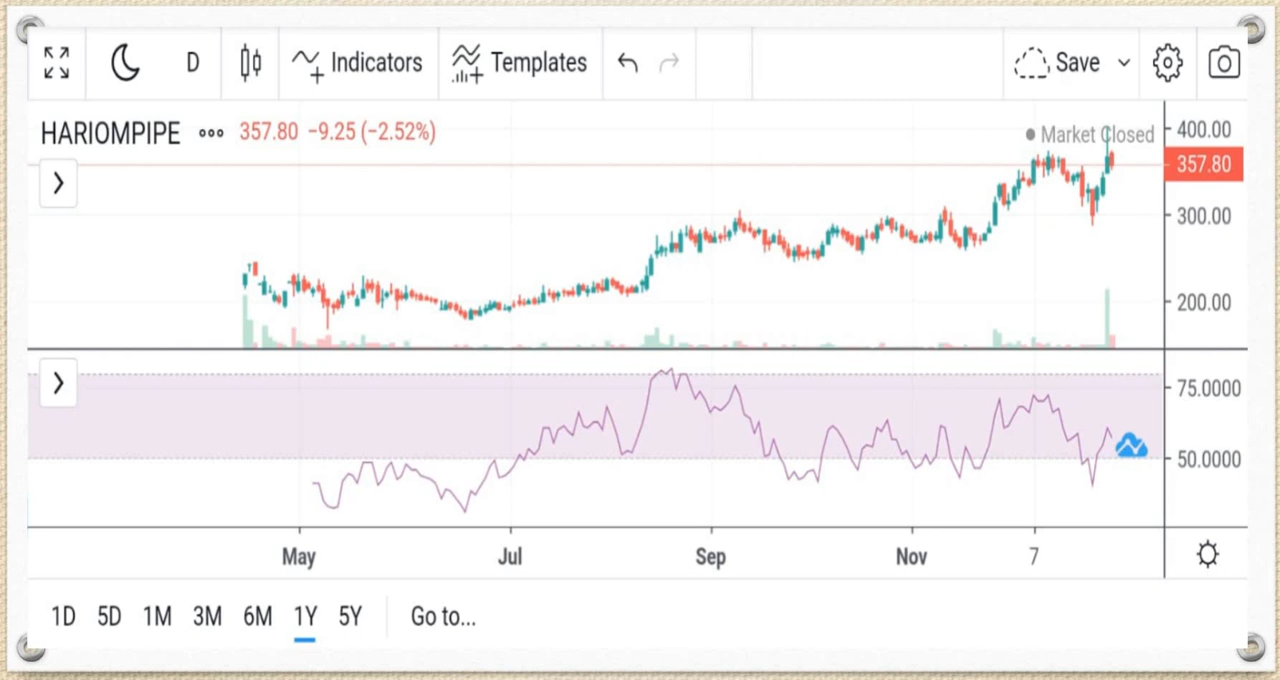 D Indicators Templates Save
HARIOMPIPE 357.80 −9.25 (−2.52%)
Market Closed
400.00
357.80
300.00
200.00
75.0000
50.0000
May Jul Sep Nov 7
1D 5D 1M 3M 6M 1Y 5Y Go to...